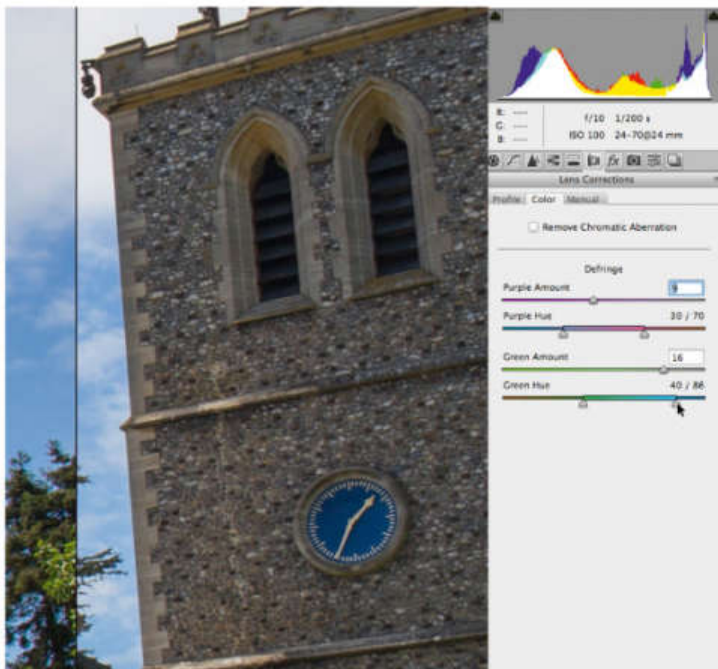 R: ---
G: ---
B: ---
f/10 1/200 s
ISO 100 24-70@24 mm
fx
Lens Corrections
Profile Color Manual
Remove Chromatic Aberration
Defringe
Purple Amount 9
Purple Hue 30 / 70
Green Amount 16
Green Hue 40 / 86